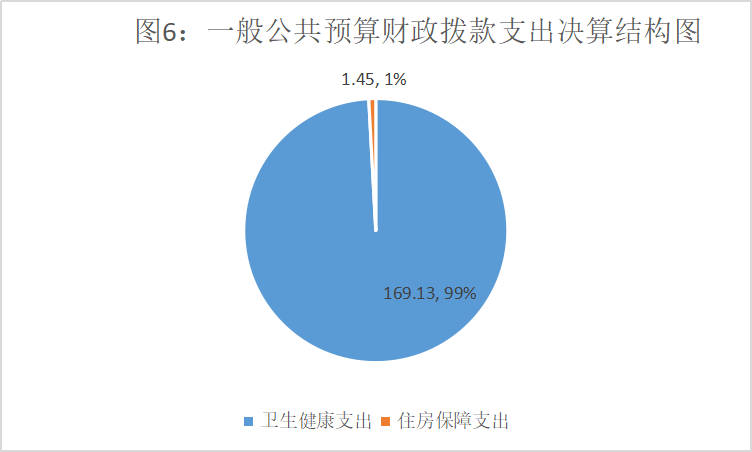 图6：一般公共预算财政拨款支出决算结构图
1.45, 1%
169.13, 99%
卫生健康支出 住房保障支出